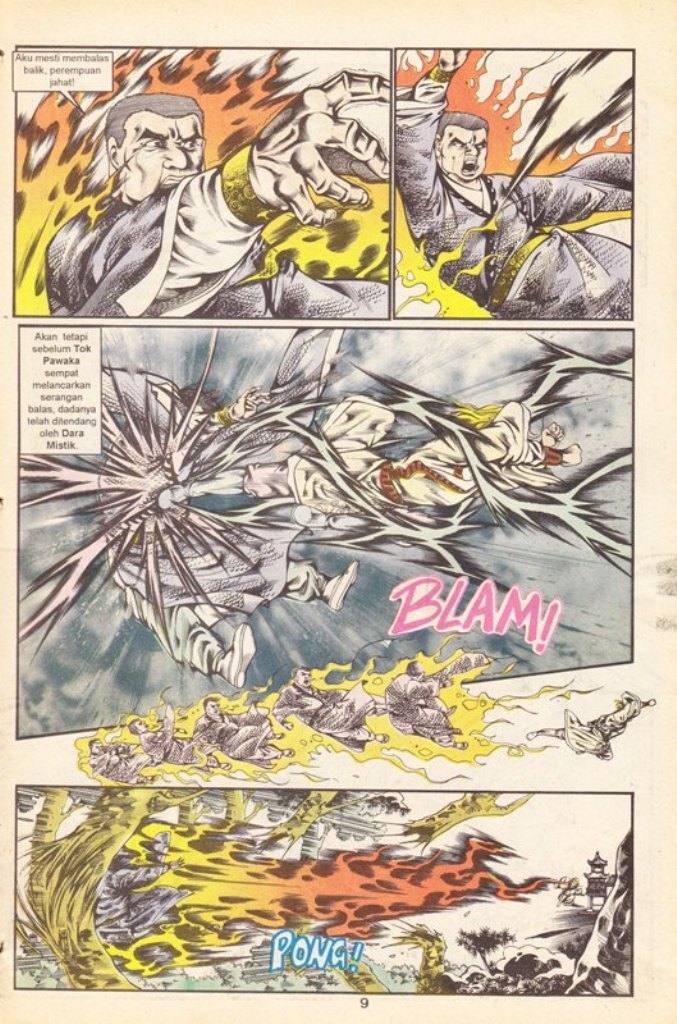 Aku mesti membalas
balik, perempuan
jahat!
Akan tetapi
sebelum Tok
Pawaka
sempat
melancarkan
serangan
balas, dadanya
telah ditendang
oleh Dara
Mistik.
BLAM!
PONG!
9